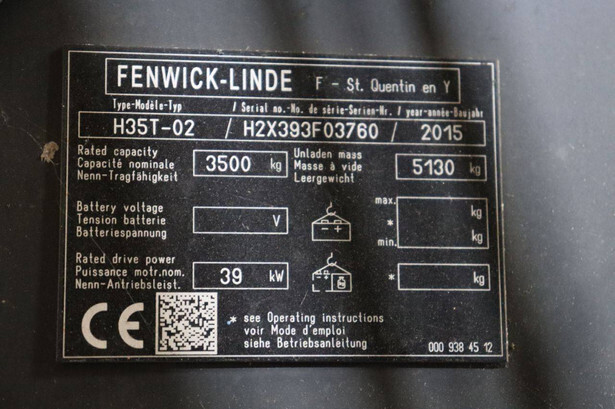 FENWICK-LINDE F - St. Quentin en Y
Type-Modèle-Typ / Serial no.-No. de série-Serien-Nr. / year-année-Baujahr
H35T-02 / H2X393F03760 / 2015
Rated capacity
Capacité nominale
Nenn-Tragfähigkeit
3500 kg
Unladen mass
Masse à vide
Leergewicht
5130 kg
Battery voltage
Tension batterie
Batteriespannung
V
max. kg
*
min. kg
Rated drive power
Puissance motr.nom.
Nenn-Antriebsleist.
39 kW
* kg
CE
* see Operating instructions
voir Mode d'emploi
siehe Betriebsanleitung
000 938 45 12